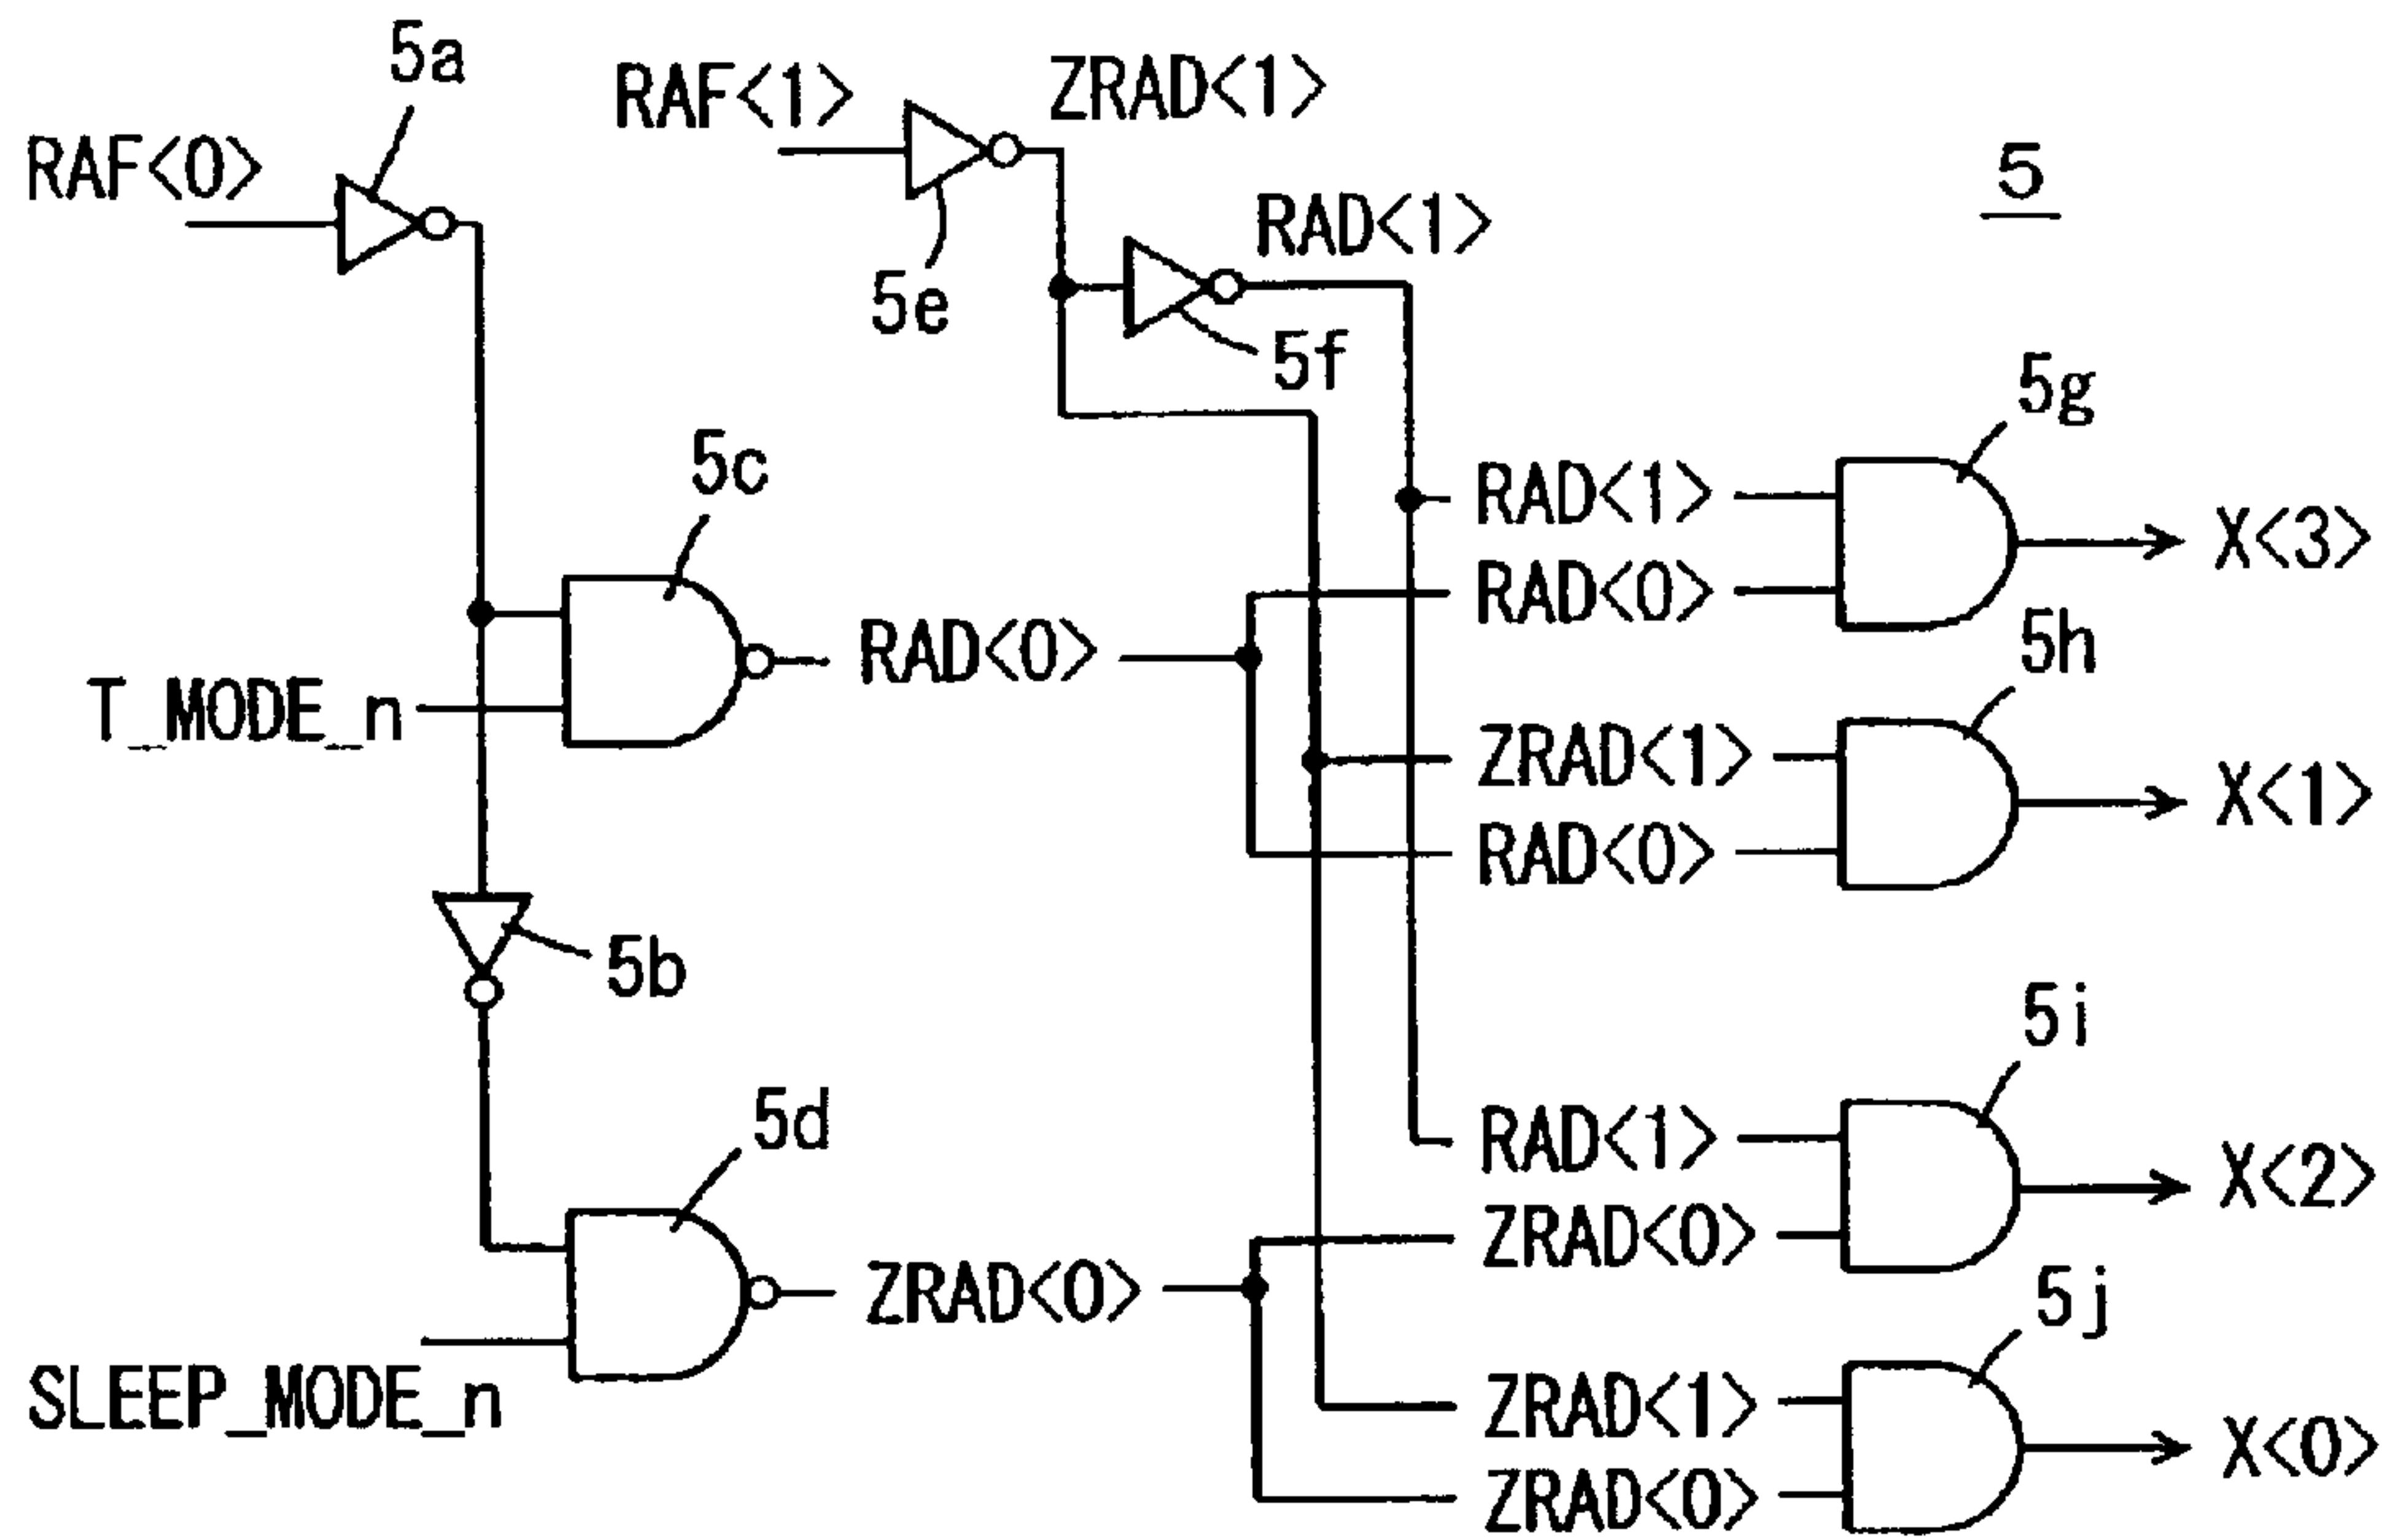 5a
RAF<0>
RAF<1>
ZRAD<1>
5
RAD<1>
5e
5f
5g
5c
RAD<1>
X<3>
RAD<0>
5h
RAD<0>
T_MODE_n
ZRAD<1>
X<1>
RAD<0>
5b
5i
5d
RAD<1>
X<2>
ZRAD<0>
ZRAD<0>
5j
SLEEP_MODE_n
ZRAD<1>
X<0>
ZRAD<0>